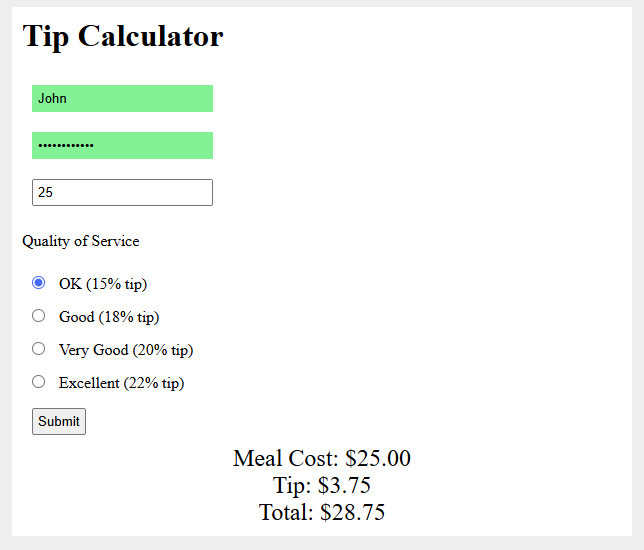 Tip Calculator
John
••••••••••••
25
Quality of Service
OK (15% tip)
Good (18% tip)
Very Good (20% tip)
Excellent (22% tip)
Submit
Meal Cost: $25.00
Tip: $3.75
Total: $28.75